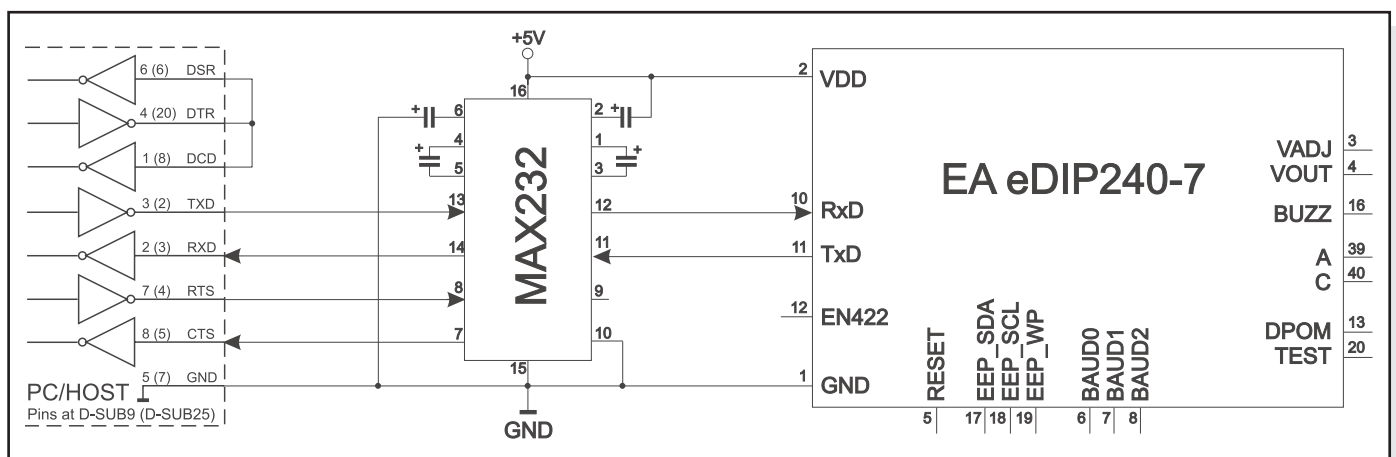 +5V
6 (6) DSR
4 (20) DTR
1 (8) DCD
3 (2) TXD
2 (3) RXD
7 (4) RTS
8 (5) CTS
5 (7) GND
PC/HOST
Pins at D-SUB9 (D-SUB25)
16
+
6
2
+
4
1
+
+
5
3
13
12
14
11
8
9
7
10
15
MAX232
GND
EA eDIP240-7
2 VDD
10 RxD
11 TxD
12 EN422
1 GND
VADJ 3
VOUT 4
BUZZ 16
A 39
C 40
DPOM 13
TEST 20
RESET
EEP_SDA
EEP_SCL
EEP_WP
BAUD0
BAUD1
BAUD2
5
17
18
19
6
7
8